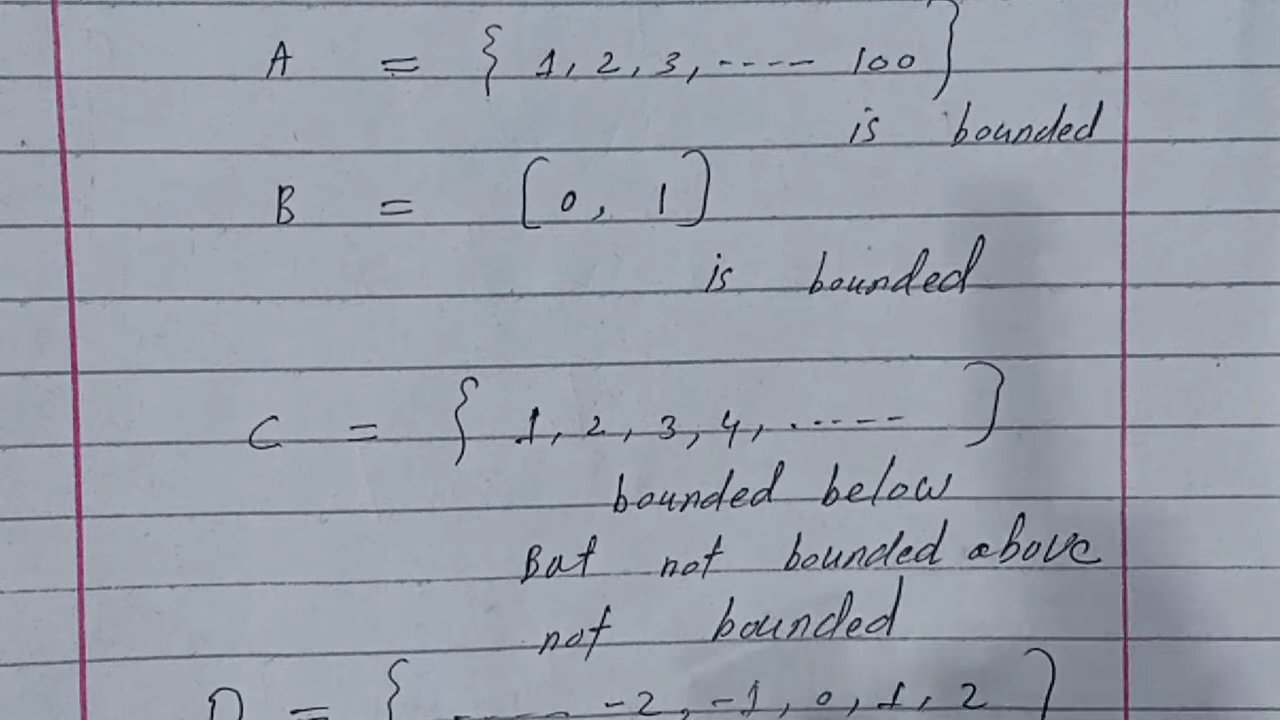 A = { 1, 2, 3, ---- 100 }
is bounded
B = [0, 1]
is bounded
C = { 1, 2, 3, 4, ..---- }
bounded below
But not bounded above
not bounded
D = { ---- -2, -1, 0, 1, 2 }